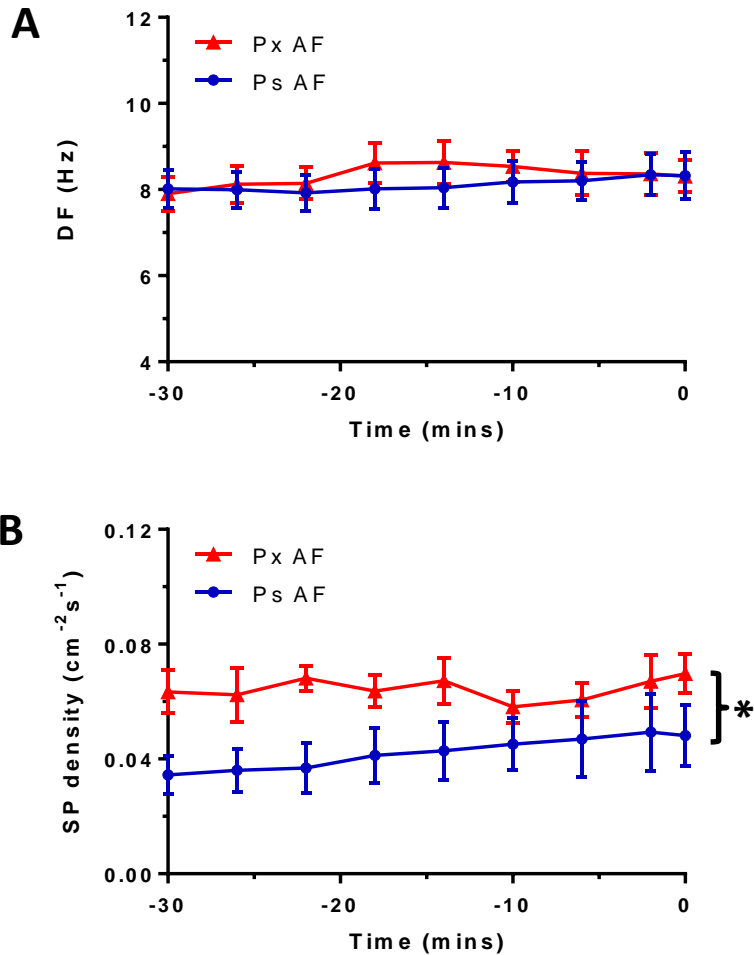 A
12
10
8
6
4
DF (Hz)
Px AF
Ps AF
-30
-20
-10
0
Time (mins)
B
0.12
0.08
0.04
0.00
SP density (cm⁻²s⁻¹)
Px AF
Ps AF
*
-30
-20
-10
0
Time (mins)